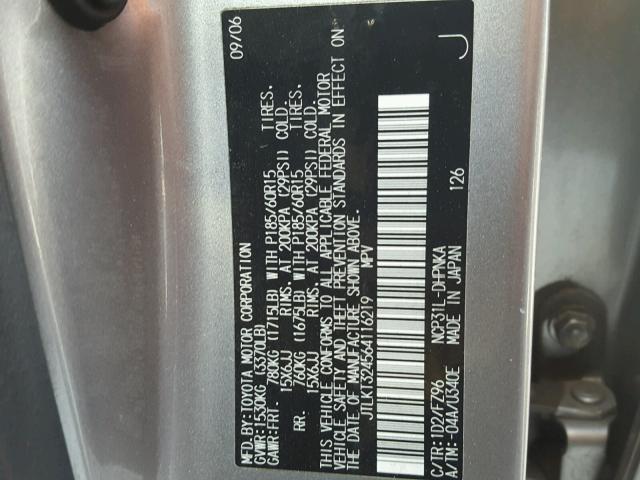 MFD.BY:TOYOTA MOTOR CORPORATION 09/06
GVWR:1530KG (3370LB)
GAWR:FRT. 780KG (1715LB) WITH P185/60R15 TIRES.
15X6JJ RIMS. AT 200KPA (29PSI) COLD.
RR. 760KG (1675LB) WITH P185/60R15 TIRES.
15X6JJ RIMS. AT 200KPA (29PSI) COLD.
THIS VEHICLE CONFORMS TO ALL APPLICABLE FEDERAL MOTOR
VEHICLE SAFETY AND THEFT PREVENTION STANDARDS IN EFFECT ON
THE DATE OF MANUFACTURE SHOWN ABOVE.
JTLKT324564116219 MPV
C/TR:1D2/FZ96 NCP31L-DHPNKA 126
A/TM:-04A/U340E MADE IN JAPAN
J